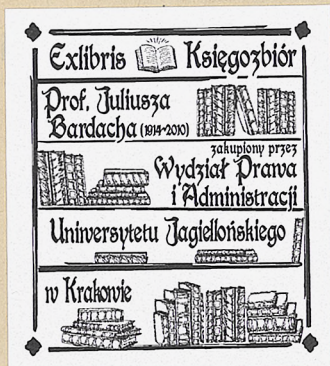 Exlibris Księgozbiór
Prof. Juliusza
Bardacha (1914-2010)
zakupiony przez
Wydział Prawa
i Administracji
Uniwersytetu Jagiellońskiego
w Krakowie